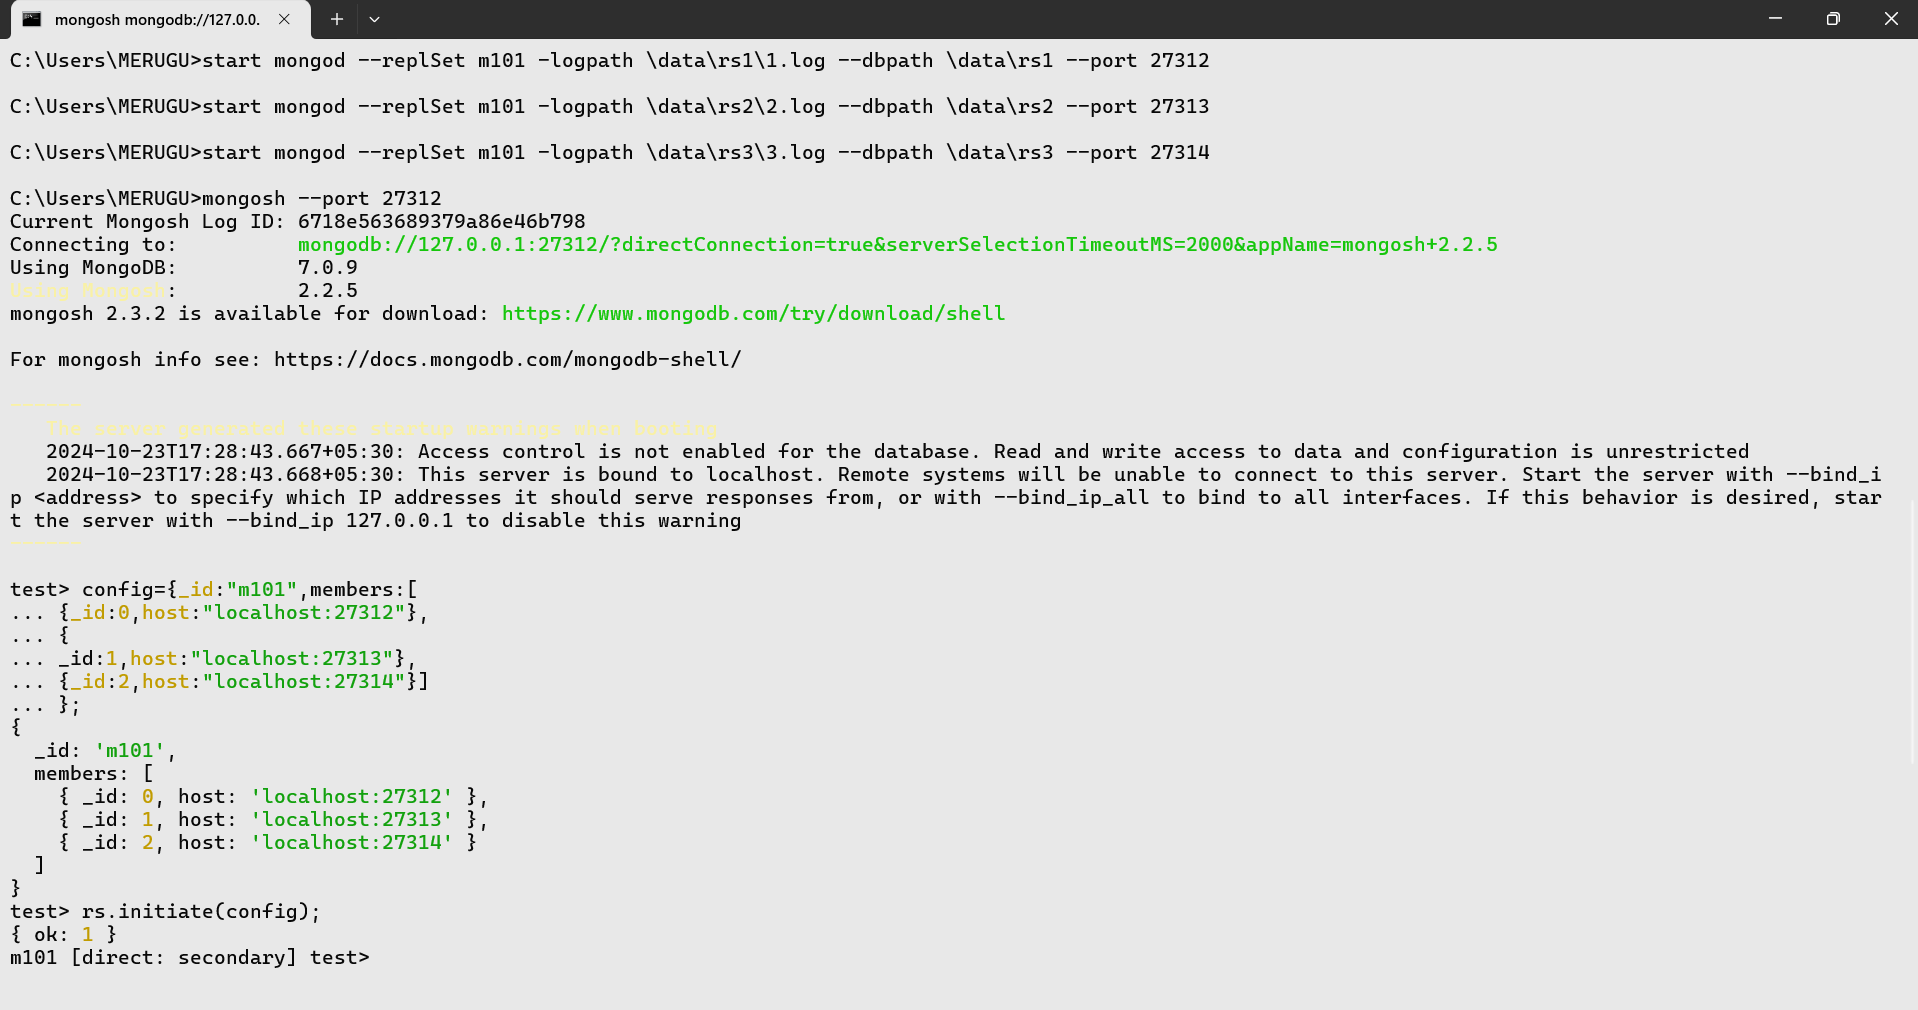 mongosh mongodb://127.0.0.
C:\Users\MERUGU>start mongod --replSet m101 -logpath \data\rs1\1.log --dbpath \data\rs1 --port 27312
C:\Users\MERUGU>start mongod --replSet m101 -logpath \data\rs2\2.log --dbpath \data\rs2 --port 27313
C:\Users\MERUGU>start mongod --replSet m101 -logpath \data\rs3\3.log --dbpath \data\rs3 --port 27314
C:\Users\MERUGU>mongosh --port 27312
Current Mongosh Log ID: 6718e563689379a86e46b798
Connecting to:          mongodb://127.0.0.1:27312/?directConnection=true&serverSelectionTimeoutMS=2000&appName=mongosh+2.2.5
Using MongoDB:          7.0.9
Using Mongosh:          2.2.5
mongosh 2.3.2 is available for download: https://www.mongodb.com/try/download/shell
For mongosh info see: https://docs.mongodb.com/mongodb-shell/
------
   The server generated these startup warnings when booting
   2024-10-23T17:28:43.667+05:30: Access control is not enabled for the database. Read and write access to data and configuration is unrestricted
   2024-10-23T17:28:43.668+05:30: This server is bound to localhost. Remote systems will be unable to connect to this server. Start the server with --bind_i
p <address> to specify which IP addresses it should serve responses from, or with --bind_ip_all to bind to all interfaces. If this behavior is desired, star
t the server with --bind_ip 127.0.0.1 to disable this warning
------
test> config={_id:"m101",members:[
... {_id:0,host:"localhost:27312"},
... {
... _id:1,host:"localhost:27313"},
... {_id:2,host:"localhost:27314"}]
... };
{
  _id: 'm101',
  members: [
    { _id: 0, host: 'localhost:27312' },
    { _id: 1, host: 'localhost:27313' },
    { _id: 2, host: 'localhost:27314' }
  ]
}
test> rs.initiate(config);
{ ok: 1 }
m101 [direct: secondary] test>